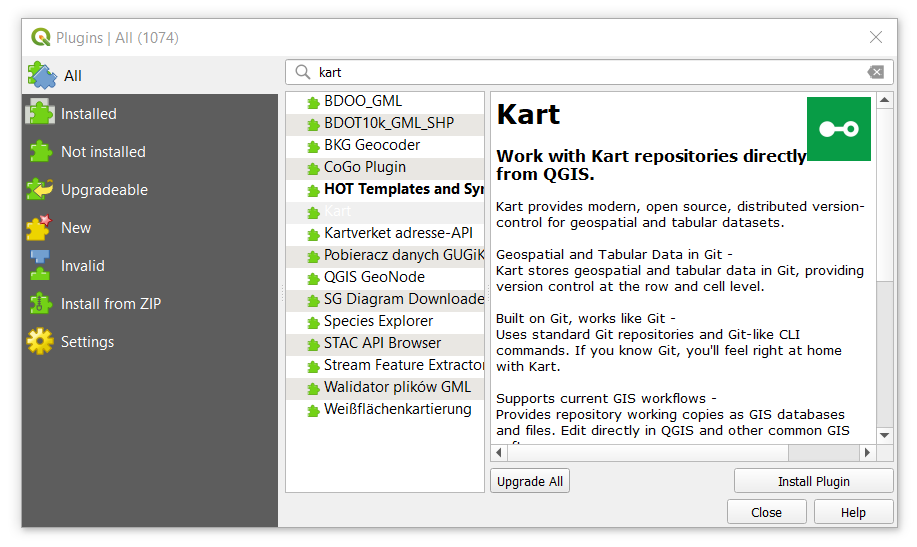 Plugins | All (1074)
All
Installed
Not installed
Upgradeable
New
Invalid
Install from ZIP
Settings
kart
BDOO_GML
BDOT10k_GML_SHP
BKG Geocoder
CoGo Plugin
HOT Templates and Syn
Kart
Kartverket adresse-API
Pobieracz danych GUGiK
QGIS GeoNode
SG Diagram Downloade
Species Explorer
STAC API Browser
Stream Feature Extractor
Walidator plików GML
Weißflächenkartierung
Kart
Work with Kart repositories directly
from QGIS.
Kart provides modern, open source, distributed version-
control for geospatial and tabular datasets.
Geospatial and Tabular Data in Git -
Kart stores geospatial and tabular data in Git, providing
version control at the row and cell level.
Built on Git, works like Git -
Uses standard Git repositories and Git-like CLI
commands. If you know Git, you'll feel right at home
with Kart.
Supports current GIS workflows -
Provides repository working copies as GIS databases
and files. Edit directly in QGIS and other common GIS
Upgrade All
Install Plugin
Close
Help